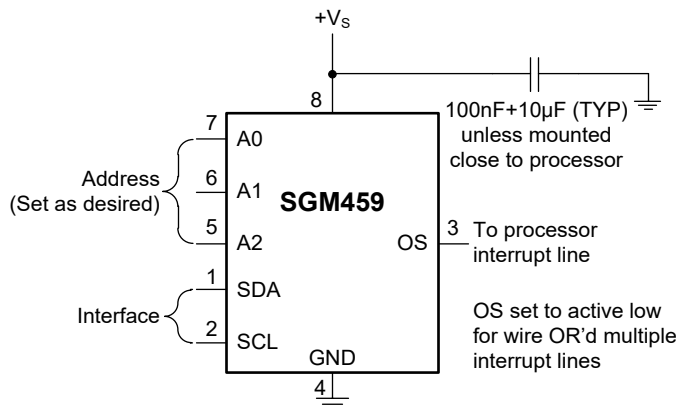 +VS
8
100nF+10µF (TYP)
unless mounted
close to processor
7
A0
Address
(Set as desired)
6
A1
5
A2
SGM459
OS
3
To processor
interrupt line
1
SDA
Interface
2
SCL
OS set to active low
for wire OR’d multiple
interrupt lines
GND
4